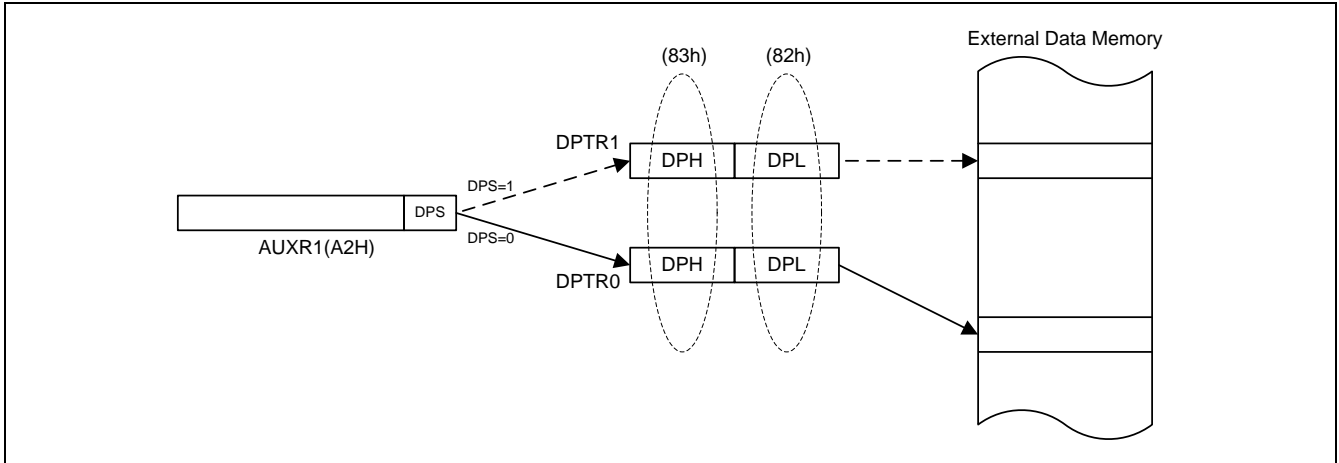 External Data Memory
(83h) (82h)
DPTR1 DPH DPL
DPS=1
DPS
DPS=0
AUXR1(A2H)
DPH DPL
DPTR0